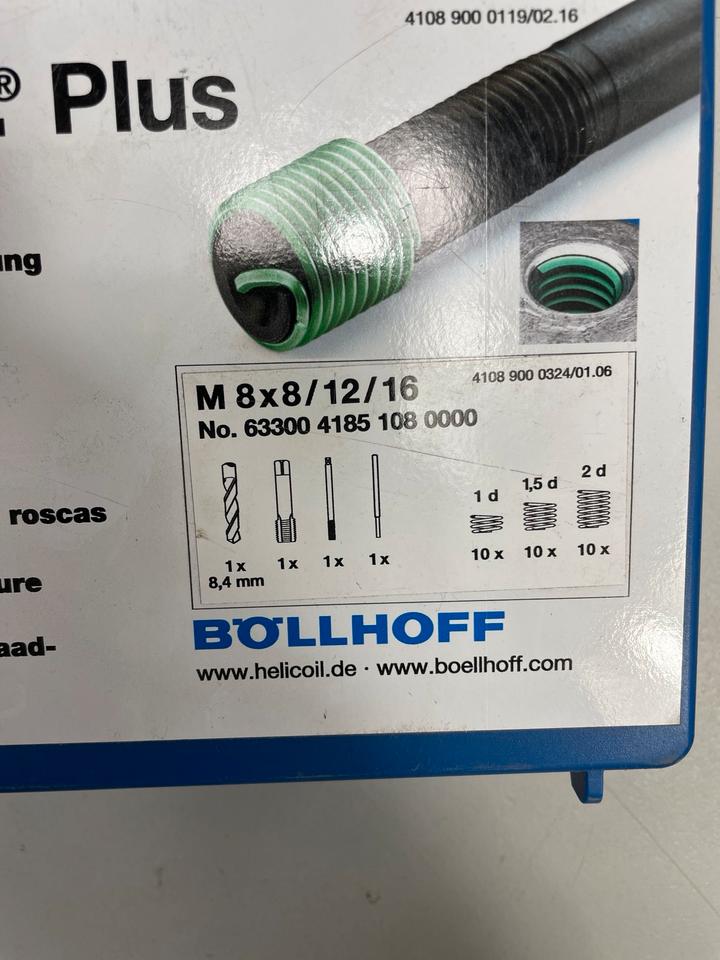 4108 900 0119/02.16
® Plus
ung
roscas
ure
aad-
M 8x8/12/16
4108 900 0324/01.06
No. 63300 4185 108 0000
1 d 1,5 d 2 d
1x 1x 1x 1x 10 x 10 x 10 x
8,4 mm
BÖLLHOFF
www.helicoil.de · www.boellhoff.com